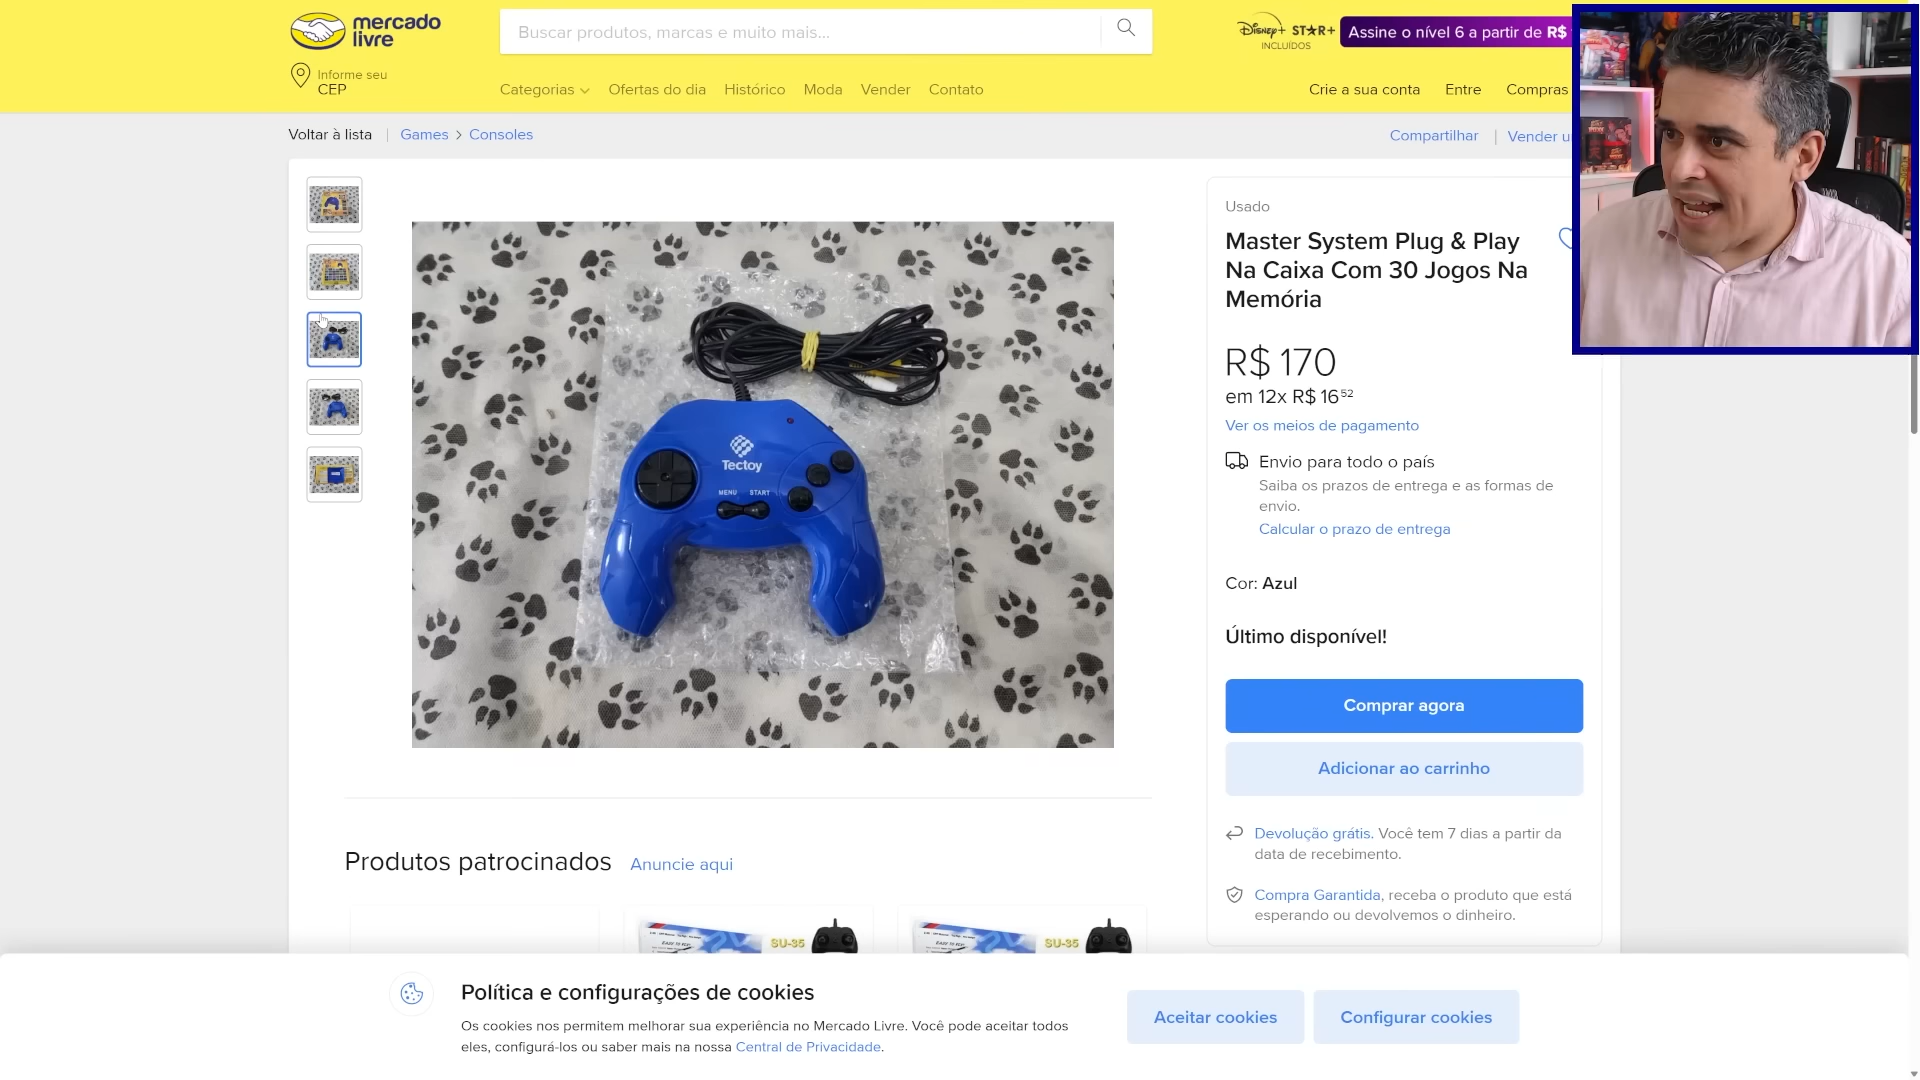 mercado
livre
Buscar produtos, marcas e muito mais...
Disney+ STAR+
INCLUÍDOS
Assine o nível 6 a partir de R$
Informe seu
CEP
Categorias
Ofertas do dia
Histórico
Moda
Vender
Contato
Crie a sua conta
Entre
Compras
Voltar à lista
Games > Consoles
Compartilhar
Vender u
Usado
Master System Plug & Play
Na Caixa Com 30 Jogos Na
Memória
R$ 170
em 12x R$ 16 52
Ver os meios de pagamento
Envio para todo o país
Saiba os prazos de entrega e as formas de
envio.
Calcular o prazo de entrega
Cor: Azul
Último disponível!
Comprar agora
Adicionar ao carrinho
Devolução grátis. Você tem 7 dias a partir da
data de recebimento.
Compra Garantida, receba o produto que está
esperando ou devolvemos o dinheiro.
Tectoy
MENU START
Produtos patrocinados
Anuncie aqui
SU-35
SU-35
Política e configurações de cookies
Os cookies nos permitem melhorar sua experiência no Mercado Livre. Você pode aceitar todos
eles, configurá-los ou saber mais na nossa Central de Privacidade.
Aceitar cookies
Configurar cookies